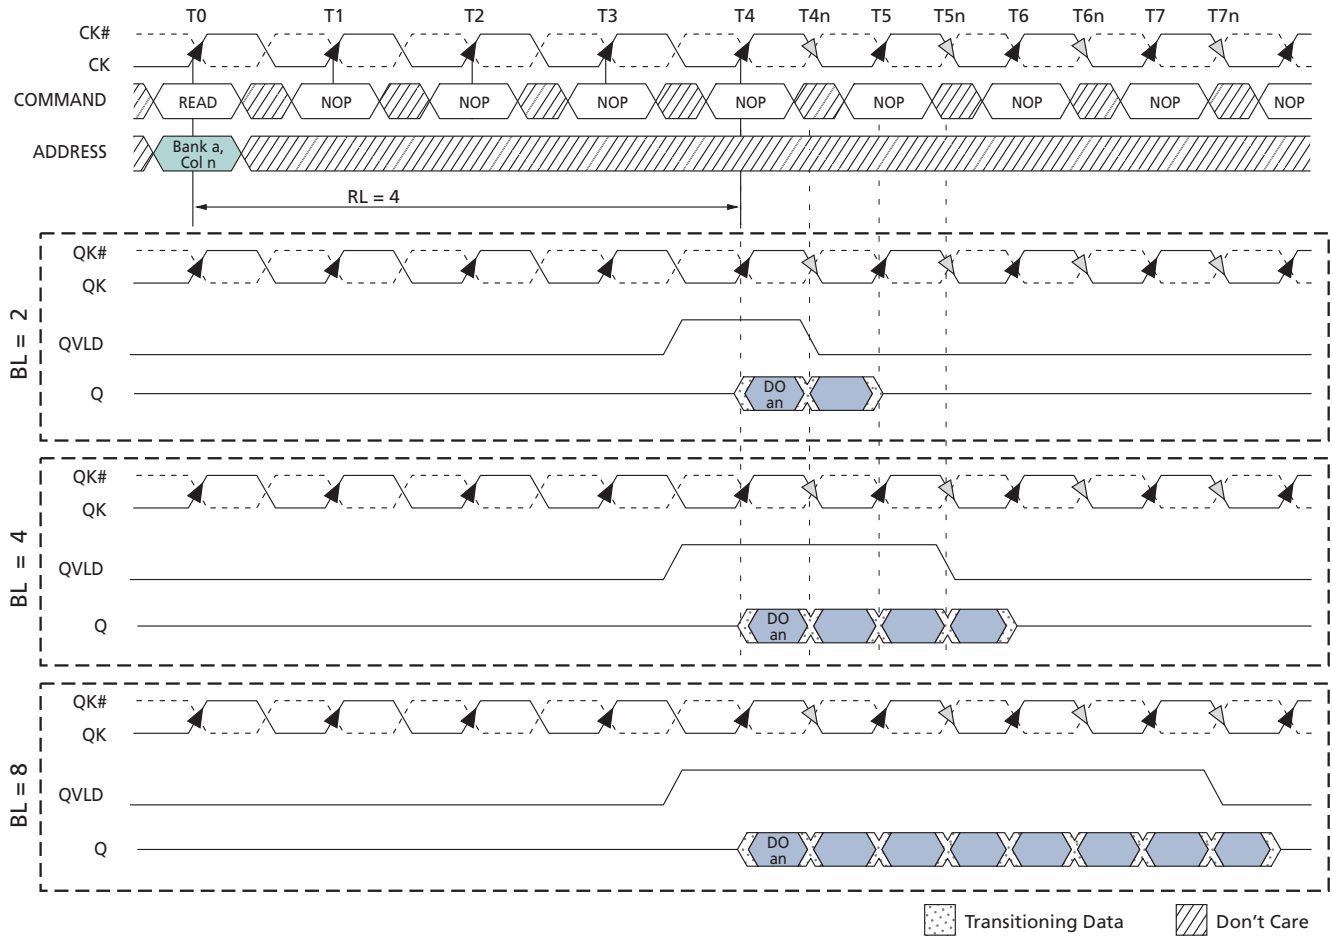 T0 T1 T2 T3 T4 T4n T5 T5n T6 T6n T7 T7n
CK#
CK
COMMAND READ NOP NOP NOP NOP NOP NOP NOP NOP
ADDRESS Bank a,
Col n
RL = 4
BL = 2
QK#
QK
QVLD
Q DO
an
BL = 4
QK#
QK
QVLD
Q DO
an
BL = 8
QK#
QK
QVLD
Q DO
an
Transitioning Data Don't Care